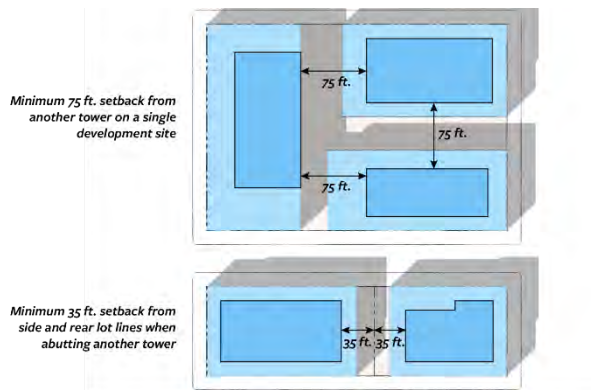 Minimum 75 ft. setback from
another tower on a single
development site
75 ft.
75 ft.
75 ft.
Minimum 35 ft. setback from
side and rear lot lines when
abutting another tower
35 ft. 35 ft.